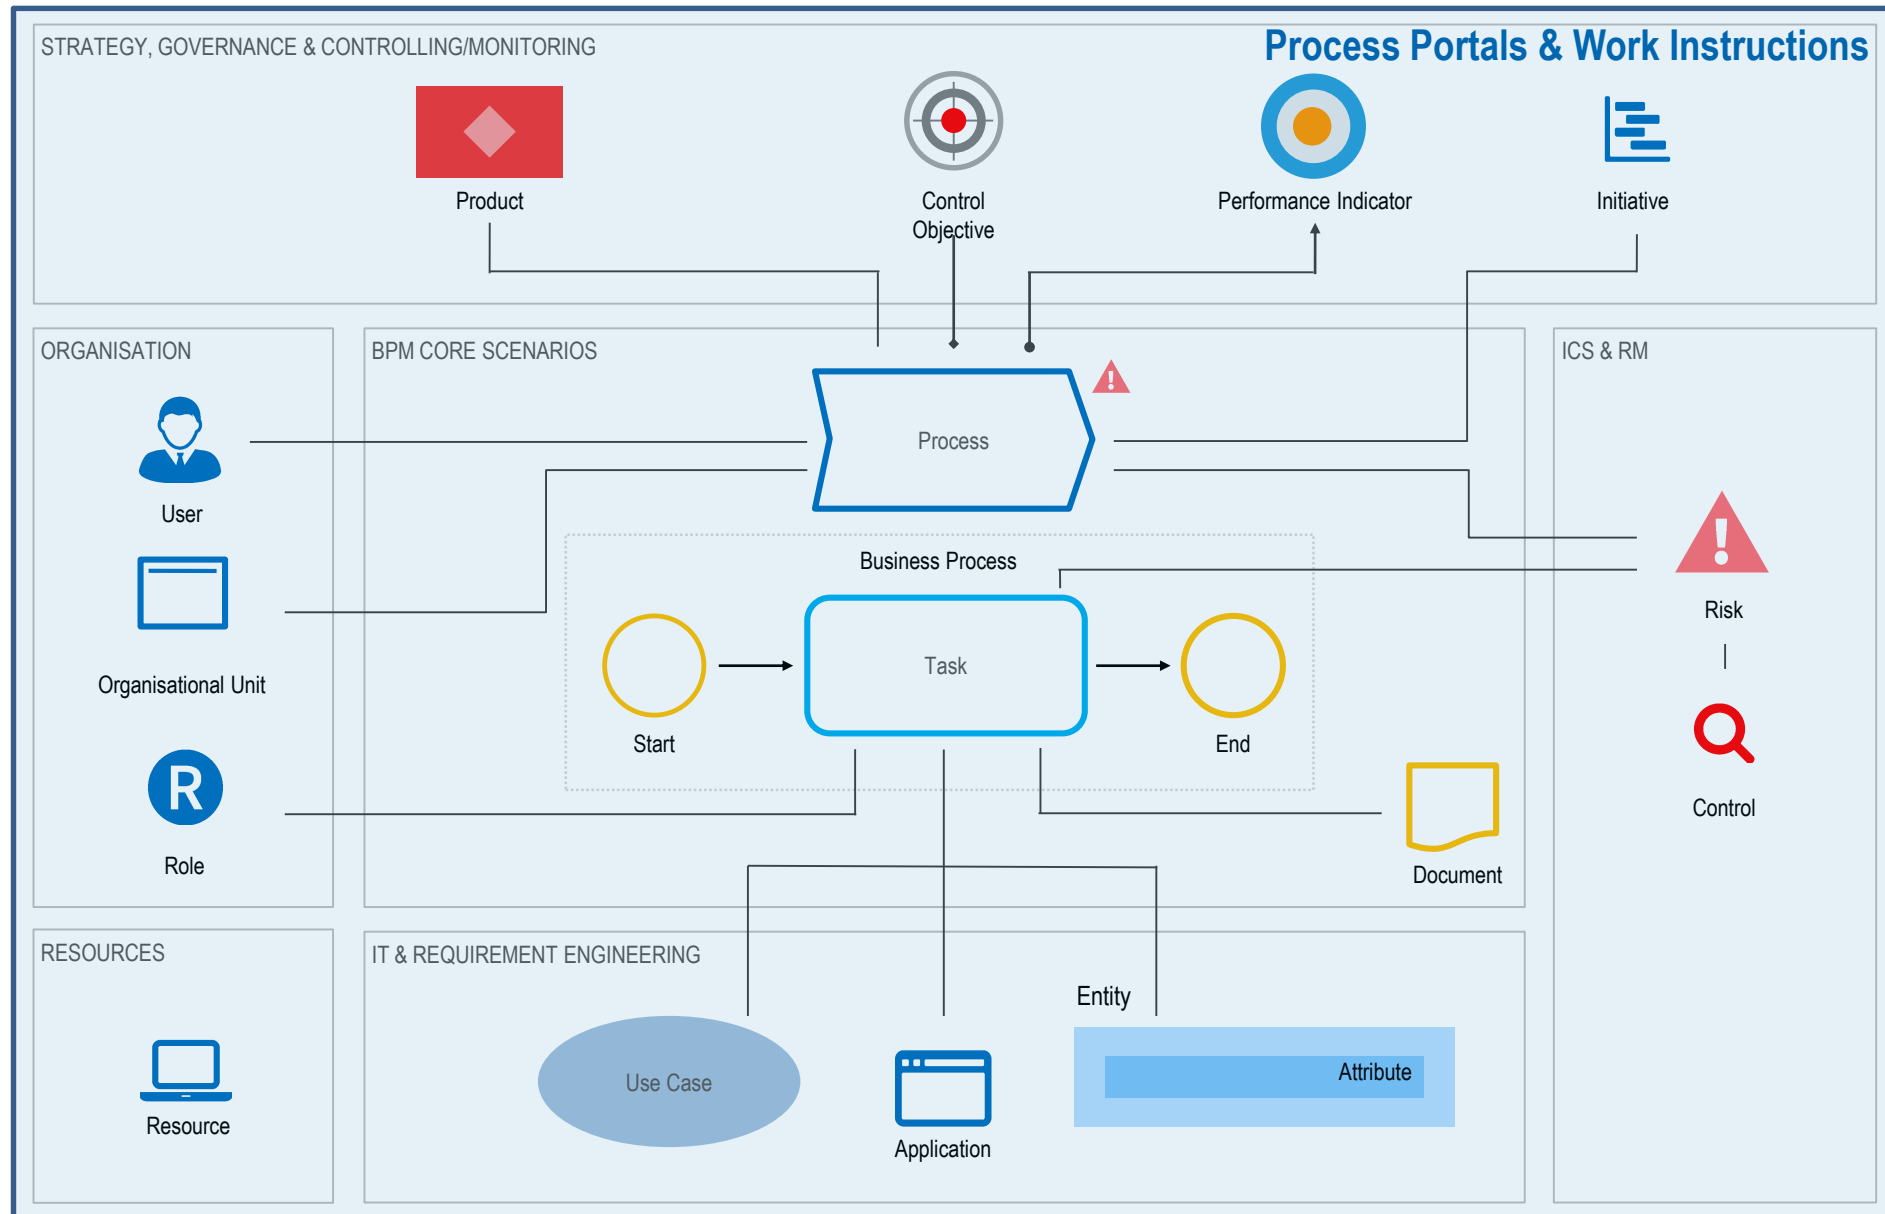 STRATEGY, GOVERNANCE & CONTROLLING/MONITORING
Process Portals & Work Instructions
Product
Control
Objective
Performance Indicator
Initiative
ORGANISATION
BPM CORE SCENARIOS
ICS & RM
Process
User
Business Process
Risk
Task
Organisational Unit
Start
End
R
Control
Role
Document
RESOURCES
IT & REQUIREMENT ENGINEERING
Entity
Use Case
Attribute
Resource
Application